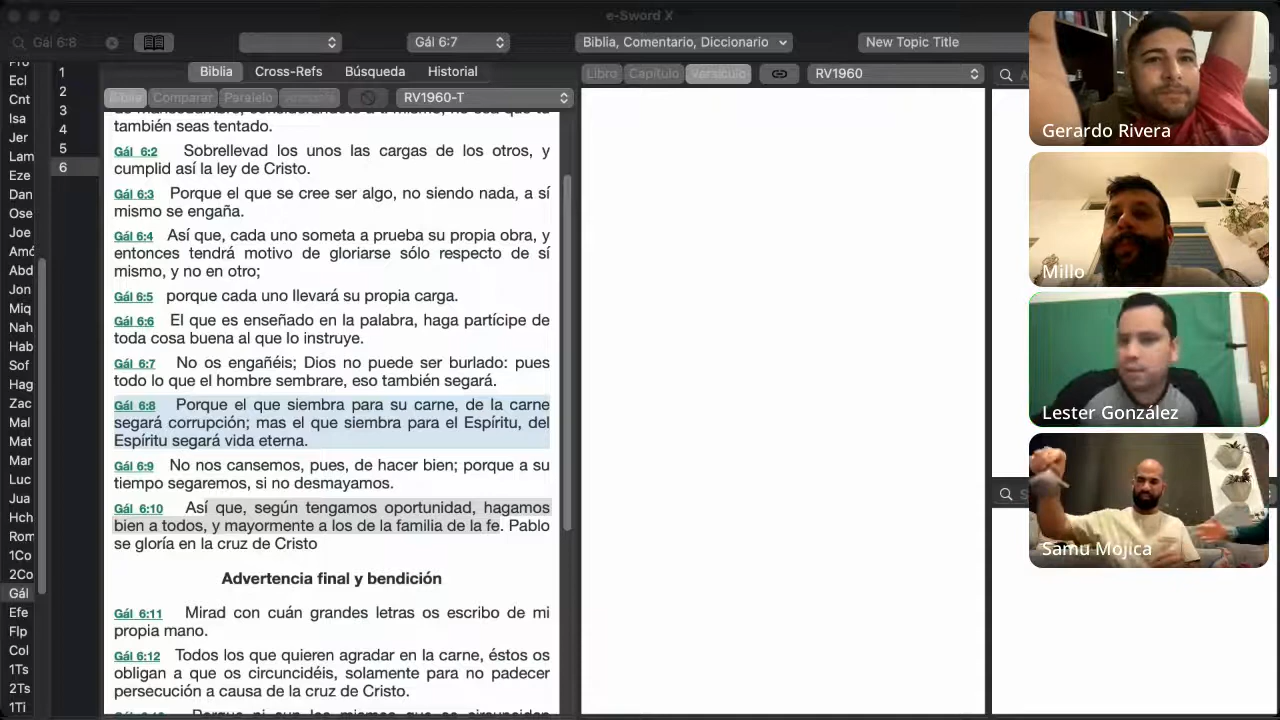 e-Sword X
Gál 6:8
Gál 6:7
Biblia, Comentario, Diccionario
New Topic Title
Biblia
Cross-Refs
Búsqueda
Historial
Libro
Capítulo
Versículo
RV1960
Biblia
Comparar
Paralelo
RV1960-T
Ecl
Cnt
Isa
Jer
Lam
Eze
Dan
Ose
Joe
Amó
Abd
Jon
Miq
Nah
Hab
Sof
Hag
Zac
Mal
Mat
Mar
Luc
Jua
Hch
Rom
1Co
2Co
Gál
Efe
Flp
Col
1Ts
2Ts
1Ti
1
2
3
4
5
6
también seas tentado.
Gál 6:2 Sobrellevad los unos las cargas de los otros, y
cumplid así la ley de Cristo.
Gál 6:3 Porque el que se cree ser algo, no siendo nada, a sí
mismo se engaña.
Gál 6:4 Así que, cada uno someta a prueba su propia obra, y
entonces tendrá motivo de gloriarse sólo respecto de sí
mismo, y no en otro;
Gál 6:5 porque cada uno llevará su propia carga.
Gál 6:6 El que es enseñado en la palabra, haga partícipe de
toda cosa buena al que lo instruye.
Gál 6:7 No os engañéis; Dios no puede ser burlado: pues
todo lo que el hombre sembrare, eso también segará.
Gál 6:8 Porque el que siembra para su carne, de la carne
segará corrupción; mas el que siembra para el Espíritu, del
Espíritu segará vida eterna.
Gál 6:9 No nos cansemos, pues, de hacer bien; porque a su
tiempo segaremos, si no desmayamos.
Gál 6:10 Así que, según tengamos oportunidad, hagamos
bien a todos, y mayormente a los de la familia de la fe. Pablo
se gloría en la cruz de Cristo
Advertencia final y bendición
Gál 6:11 Mirad con cuán grandes letras os escribo de mi
propia mano.
Gál 6:12 Todos los que quieren agradar en la carne, éstos os
obligan a que os circuncidéis, solamente para no padecer
persecución a causa de la cruz de Cristo.
Gerardo Rivera
Millo
Lester González
Samu Mojica